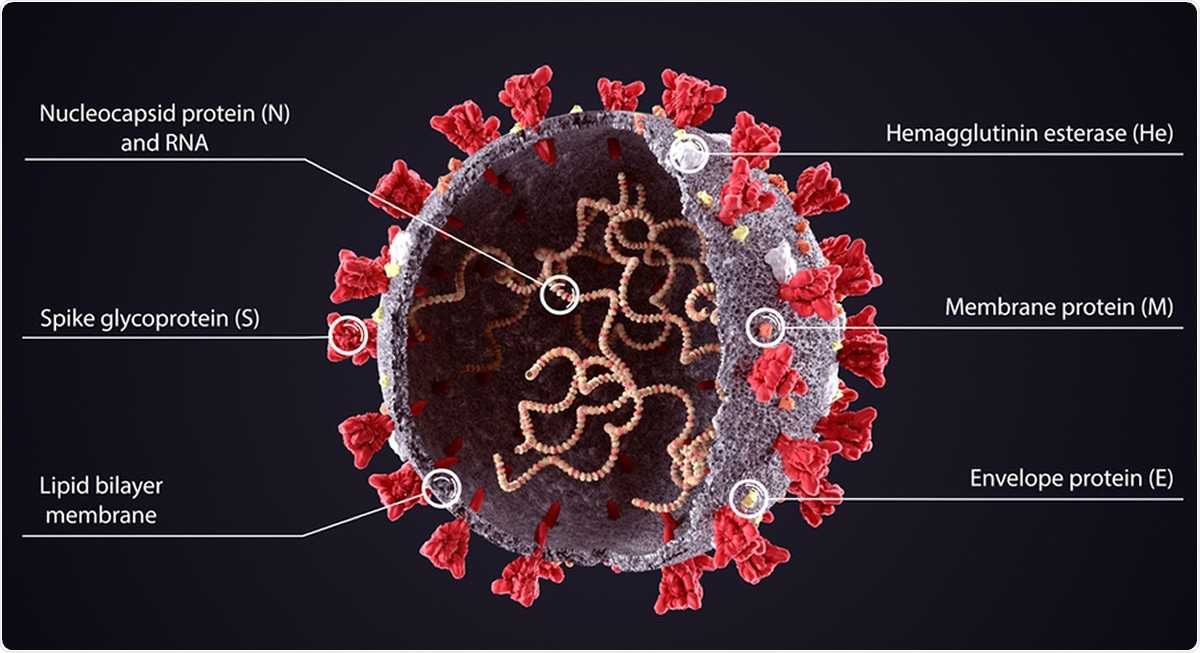 Nucleocapsid protein (N)
and RNA
Spike glycoprotein (S)
Lipid bilayer
membrane
Hemagglutinin esterase (He)
Membrane protein (M)
Envelope protein (E)